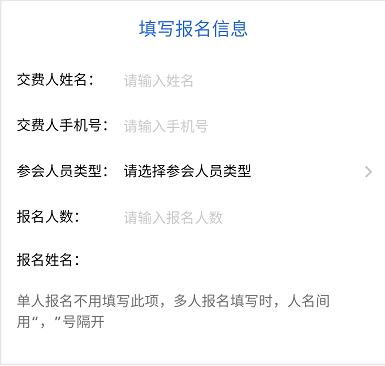 填写报名信息
交费人姓名： 请输入姓名
交费人手机号： 请输入手机号
参会人员类型： 请选择参会人员类型
报名人数： 请输入报名人数
报名姓名：
单人报名不用填写此项，多人报名填写时，人名间
用“，”号隔开